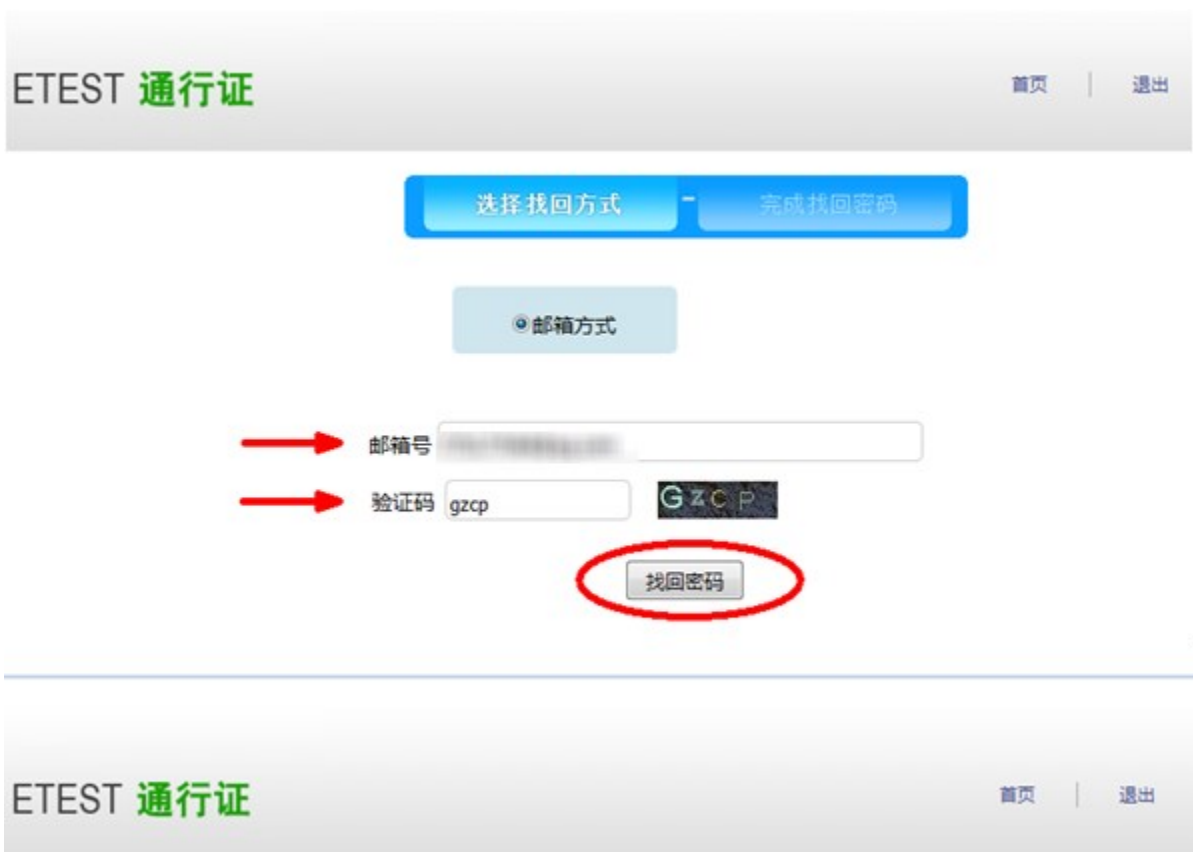 ETEST 通行证
首页 | 退出
选择找回方式 - 完成找回密码
邮箱方式
邮箱号
验证码 gzcp GZCP
找回密码
ETEST 通行证
首页 | 退出